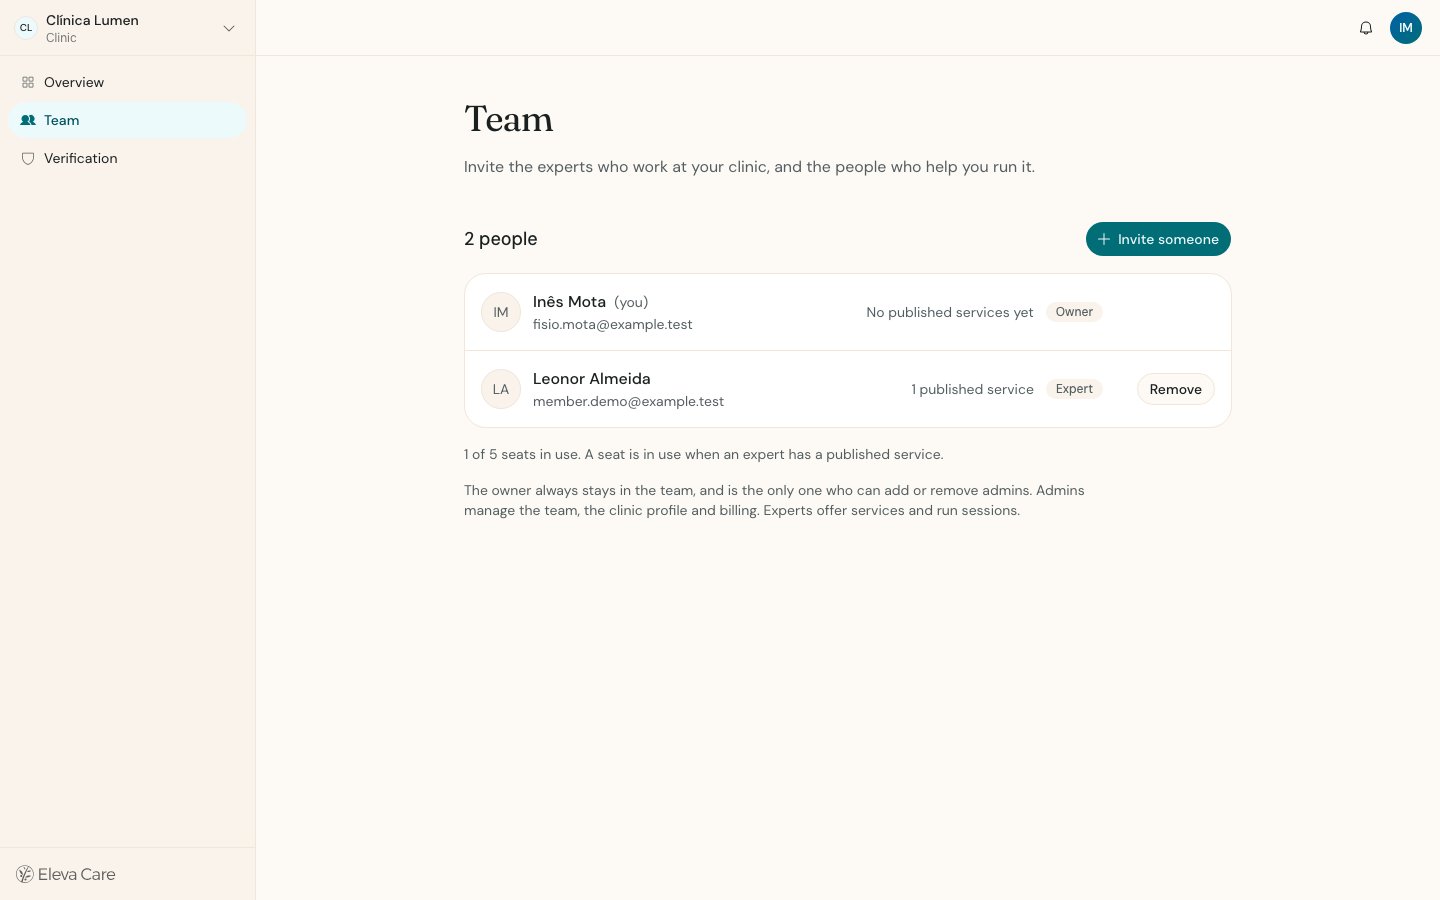 CL
Clínica Lumen
Clinic
IM
Overview
Team
Verification
Team
Invite the experts who work at your clinic, and the people who help you run it.
2 people
Invite someone
IM
Inês Mota (you)
fisio.mota@example.test
No published services yet
Owner
LA
Leonor Almeida
member.demo@example.test
1 published service
Expert
Remove
1 of 5 seats in use. A seat is in use when an expert has a published service.
The owner always stays in the team, and is the only one who can add or remove admins. Admins
manage the team, the clinic profile and billing. Experts offer services and run sessions.
Eleva Care